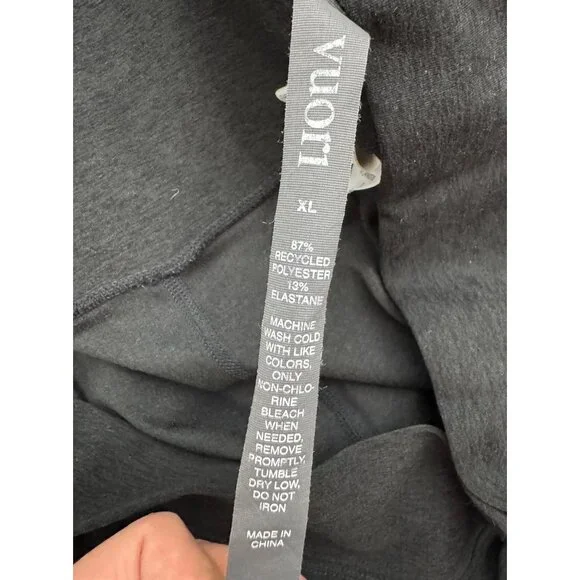 vuori
XL
87%
RECYCLED
POLYESTER
13%
ELASTANE
MACHINE
WASH COLD
WITH LIKE
COLORS,
ONLY
NON-CHLO-
RINE
BLEACH
WHEN
NEEDED,
REMOVE
PROMPTLY,
TUMBLE
DRY LOW,
DO NOT
IRON
MADE IN
CHINA